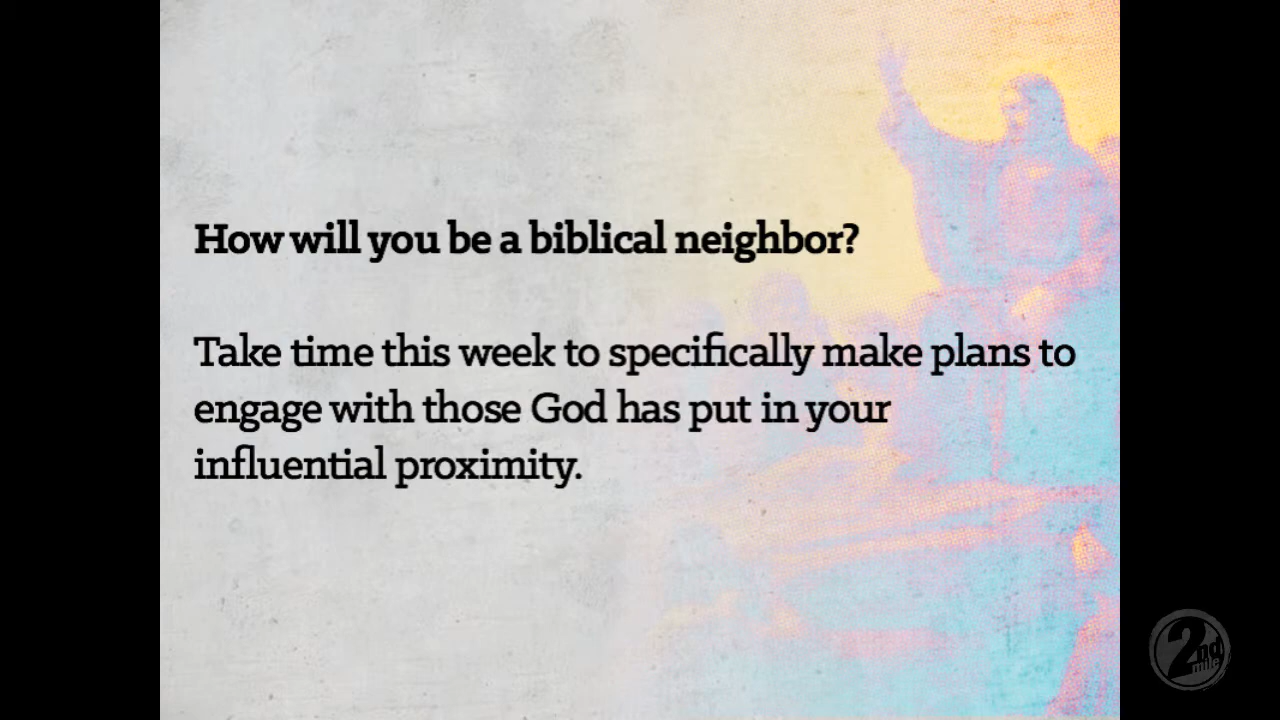 How will you be a biblical neighbor?
Take time this week to specifically make plans to
engage with those God has put in your
influential proximity.
2nd
mile